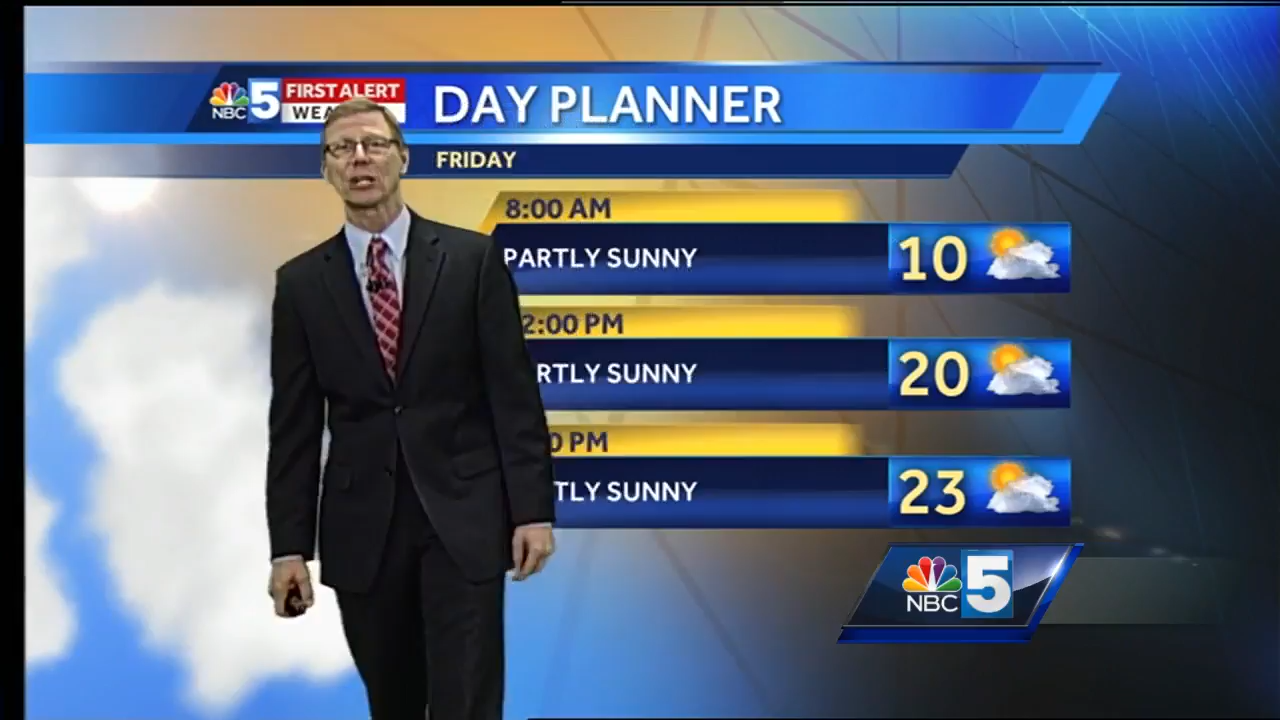 NBC 5 FIRST ALERT
WEA
DAY PLANNER
FRIDAY
8:00 AM
PARTLY SUNNY 10
2:00 PM
RTLY SUNNY 20
0 PM
TLY SUNNY 23
NBC 5